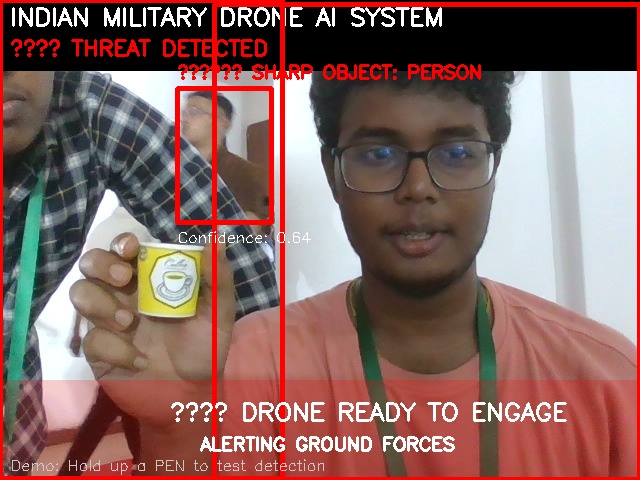 INDIAN MILITARY DRONE AI SYSTEM
???? THREAT DETECTED
?????? SHARP OBJECT: PERSON
Confidence: 0.64
???? DRONE READY TO ENGAGE
ALERTING GROUND FORCES
Demo: Hold up a PEN to test detection